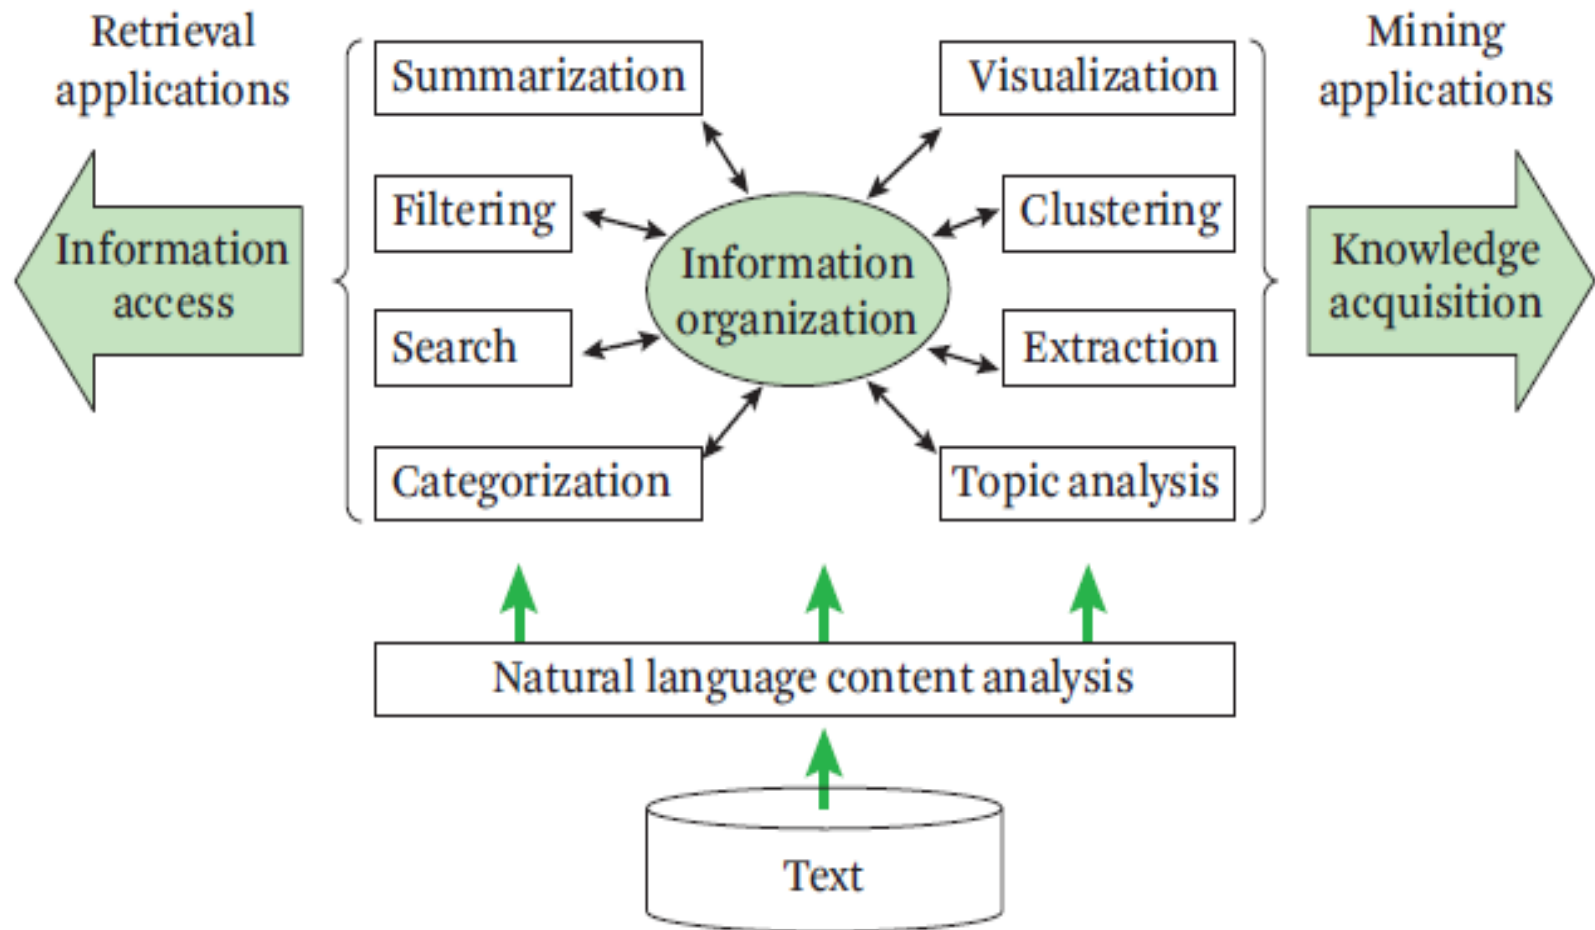 Retrieval
applications
Summarization
Visualization
Mining
applications
Information
access
Filtering
Information
organization
Clustering
Knowledge
acquisition
Search
Extraction
Categorization
Topic analysis
Natural language content analysis
Text